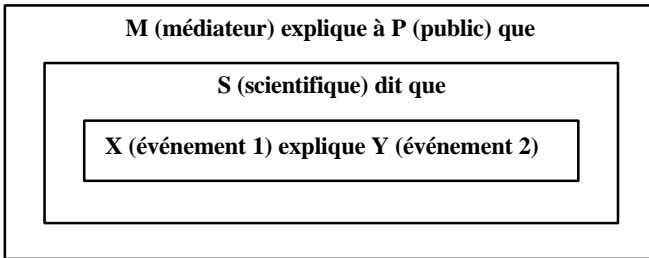 M (médiateur) explique à P (public) que
S (scientifique) dit que
X (événement 1) explique Y (événement 2)